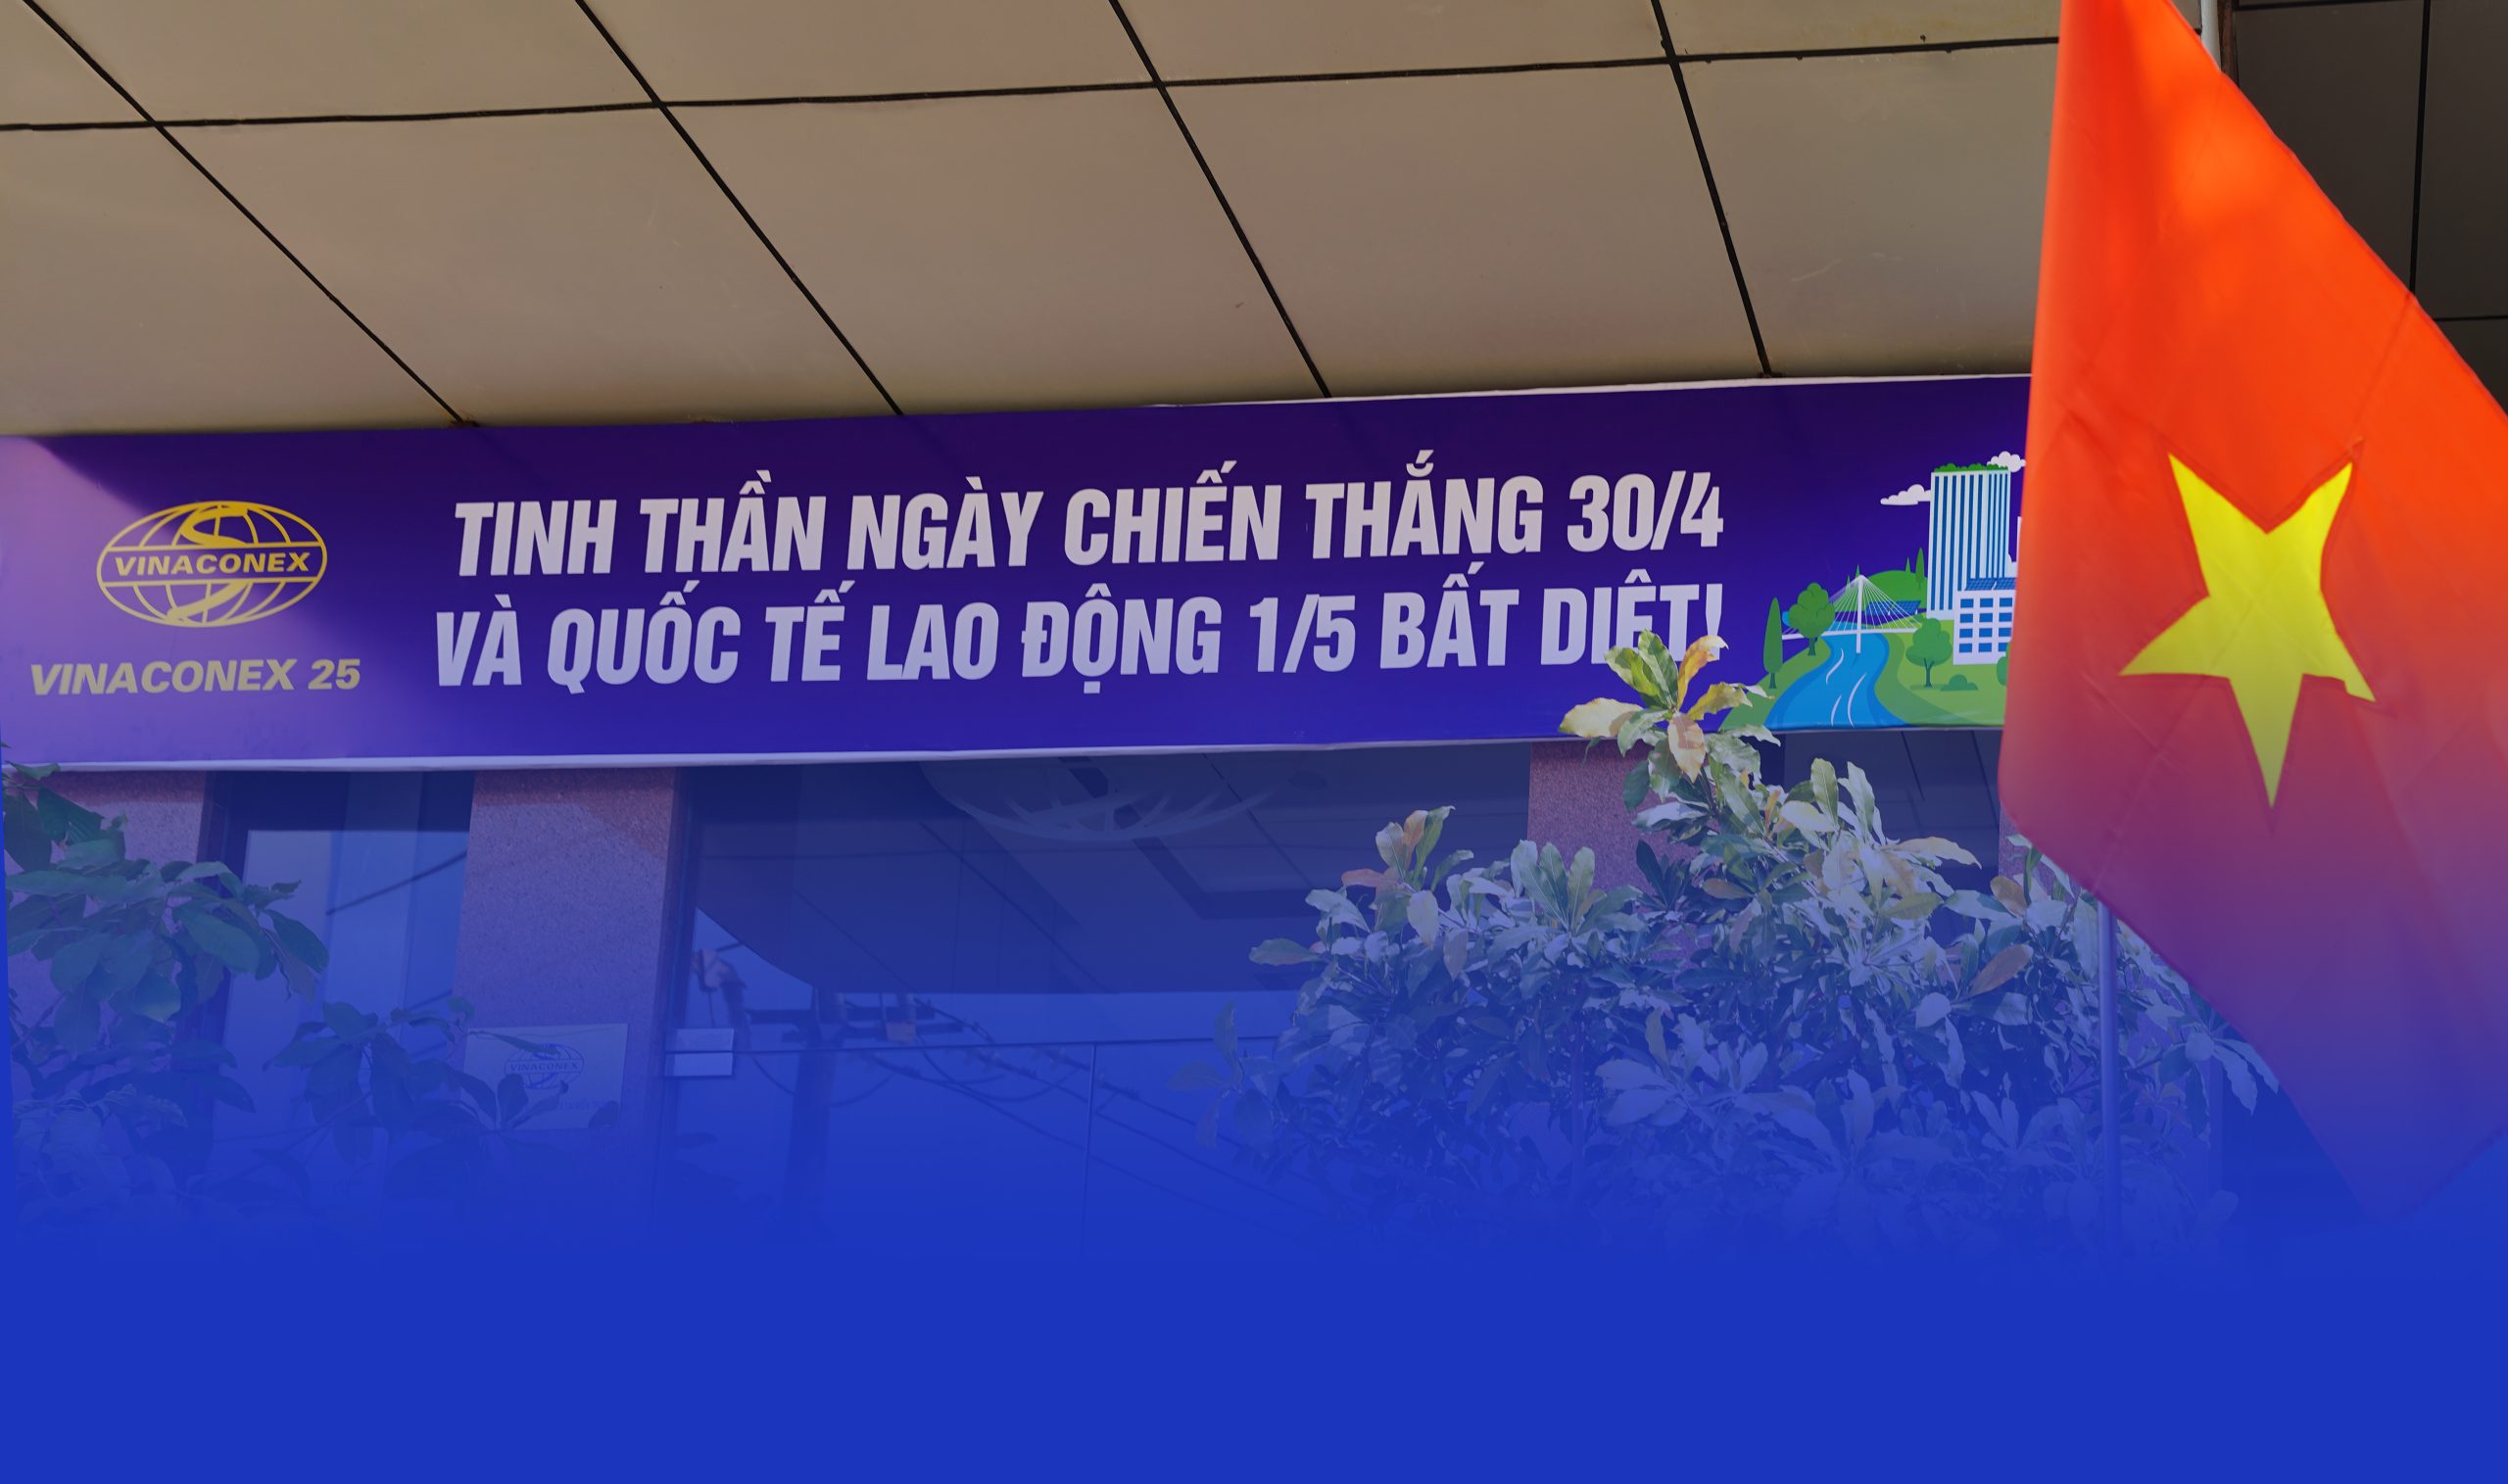 VINACONEX
VINACONEX 25
TINH THẦN NGÀY CHIẾN THẮNG 30/4
VÀ QUỐC TẾ LAO ĐỘNG 1/5 BẤT DIỆT!
VINACONEX